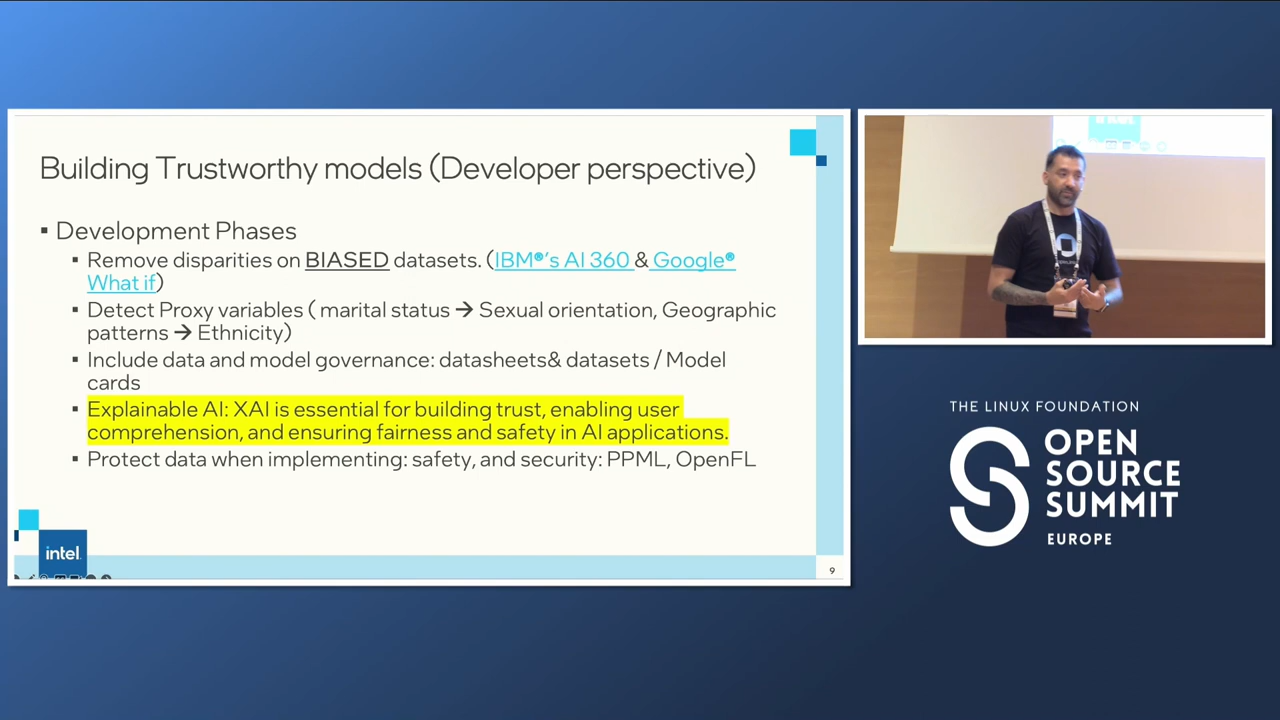 Building Trustworthy models (Developer perspective)
▪ Development Phases
▪ Remove disparities on BIASED datasets. (IBM®'s AI 360 & Google®
What if)
▪ Detect Proxy variables ( marital status → Sexual orientation, Geographic
patterns → Ethnicity)
▪ Include data and model governance: datasheets& datasets / Model
cards
▪ Explainable AI: XAI is essential for building trust, enabling user
comprehension, and ensuring fairness and safety in AI applications.
▪ Protect data when implementing: safety, and security: PPML, OpenFL
intel.
9
THE LINUX FOUNDATION
OPEN
SOURCE
SUMMIT
EUROPE